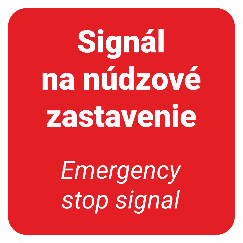 Signál
na núdzové
zastavenie
Emergency
stop signal